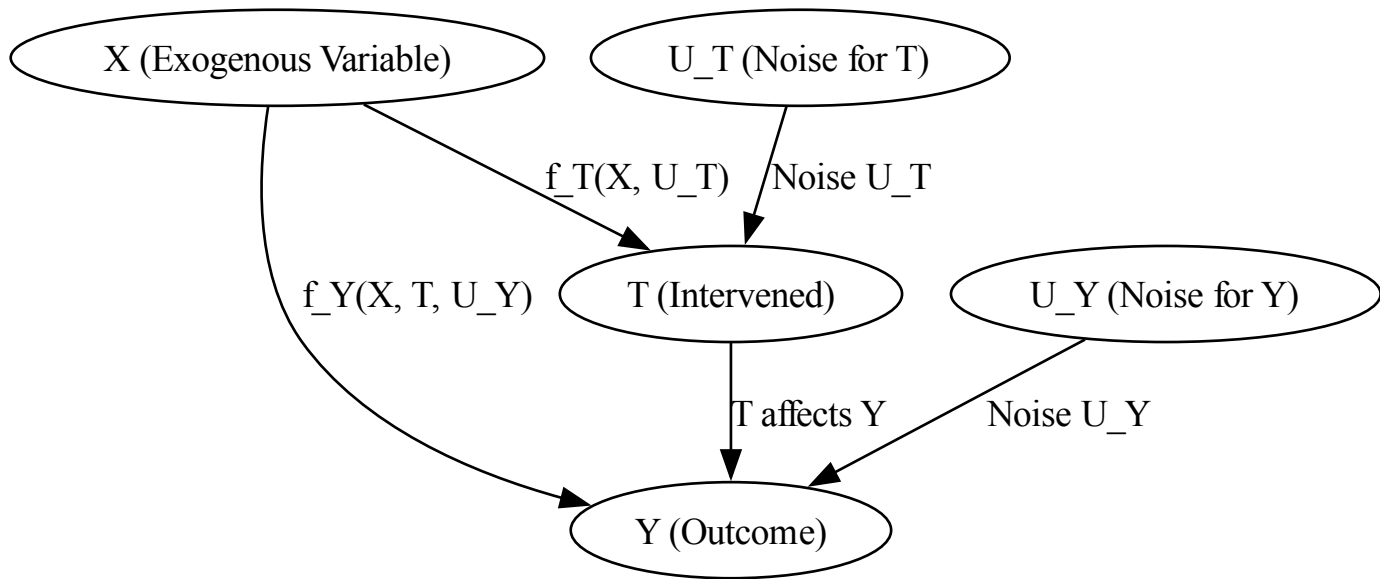 X (Exogenous Variable)
U_T (Noise for T)
f_T(X, U_T)
Noise U_T
f_Y(X, T, U_Y)
T (Intervened)
U_Y (Noise for Y)
T affects Y
Noise U_Y
Y (Outcome)